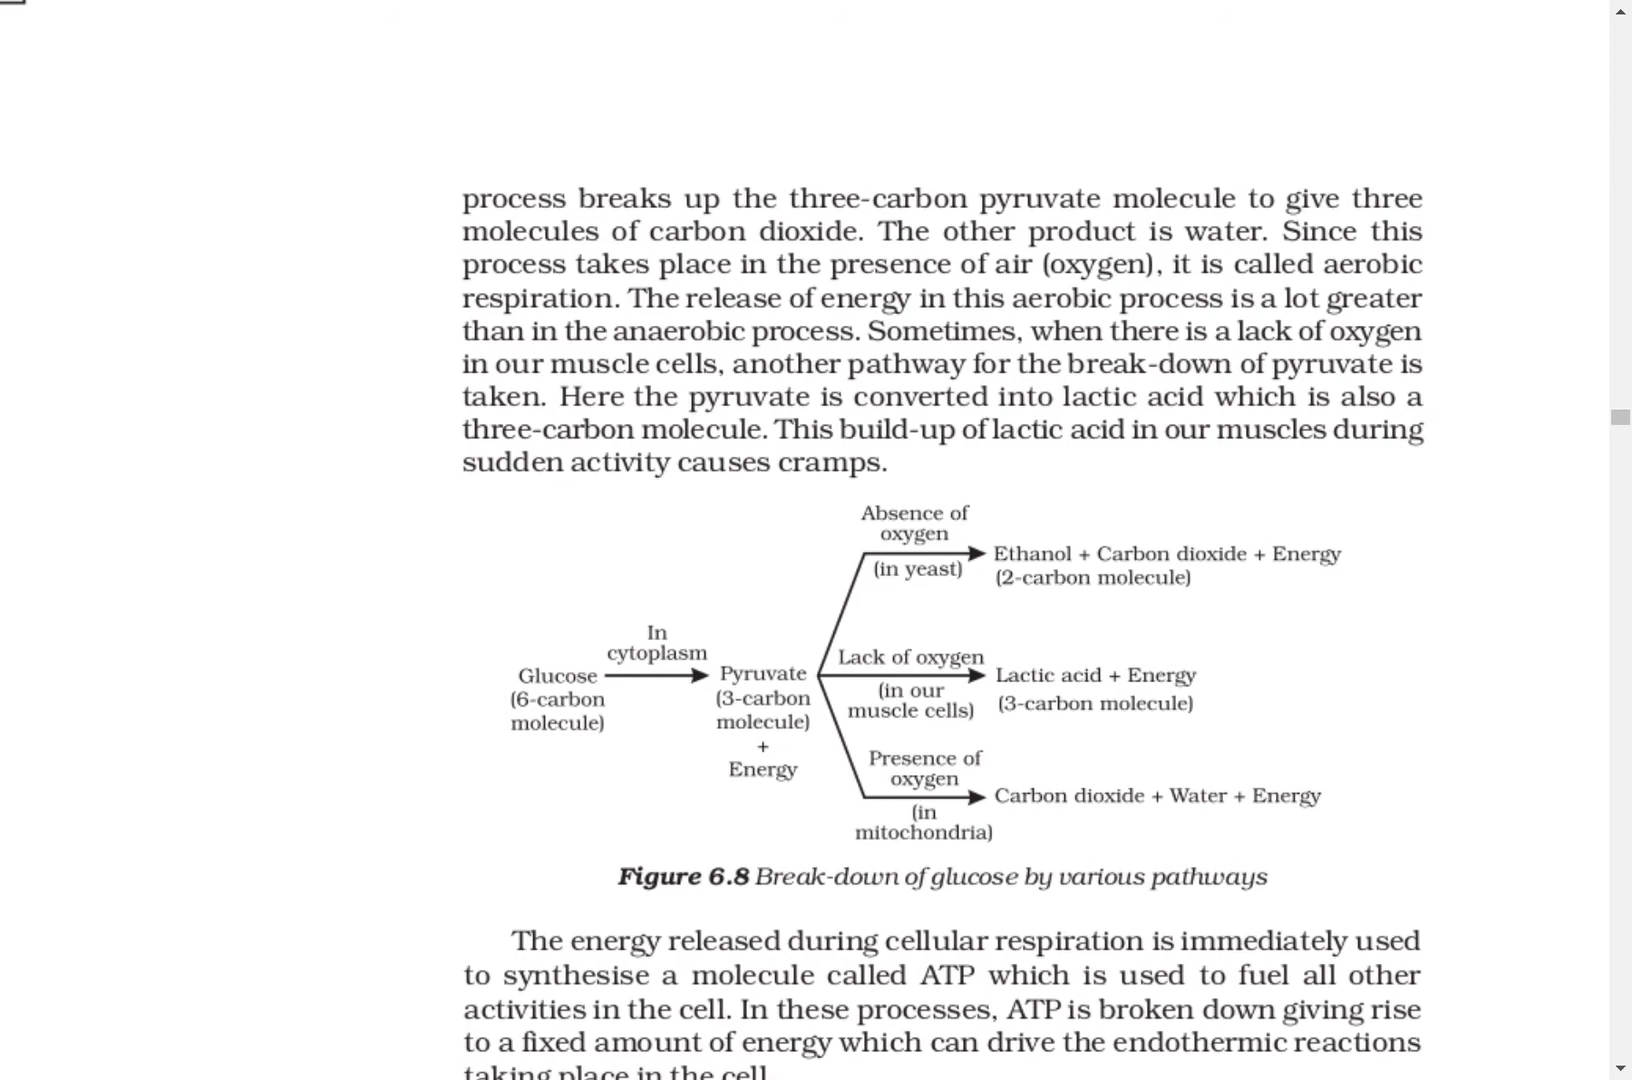 process breaks up the three-carbon pyruvate molecule to give three
molecules of carbon dioxide. The other product is water. Since this
process takes place in the presence of air (oxygen), it is called aerobic
respiration. The release of energy in this aerobic process is a lot greater
than in the anaerobic process. Sometimes, when there is a lack of oxygen
in our muscle cells, another pathway for the break-down of pyruvate is
taken. Here the pyruvate is converted into lactic acid which is also a
three-carbon molecule. This build-up of lactic acid in our muscles during
sudden activity causes cramps.
Absence of
oxygen
(in yeast)
Ethanol + Carbon dioxide + Energy
(2-carbon molecule)
In
cytoplasm
Glucose
(6-carbon
molecule)
Pyruvate
(3-carbon
molecule)
+
Energy
Lack of oxygen
(in our
muscle cells)
Lactic acid + Energy
(3-carbon molecule)
Presence of
oxygen
(in
mitochondria)
Carbon dioxide + Water + Energy
Figure 6.8 Break-down of glucose by various pathways
The energy released during cellular respiration is immediately used
to synthesise a molecule called ATP which is used to fuel all other
activities in the cell. In these processes, ATP is broken down giving rise
to a fixed amount of energy which can drive the endothermic reactions
taking place in the cell.